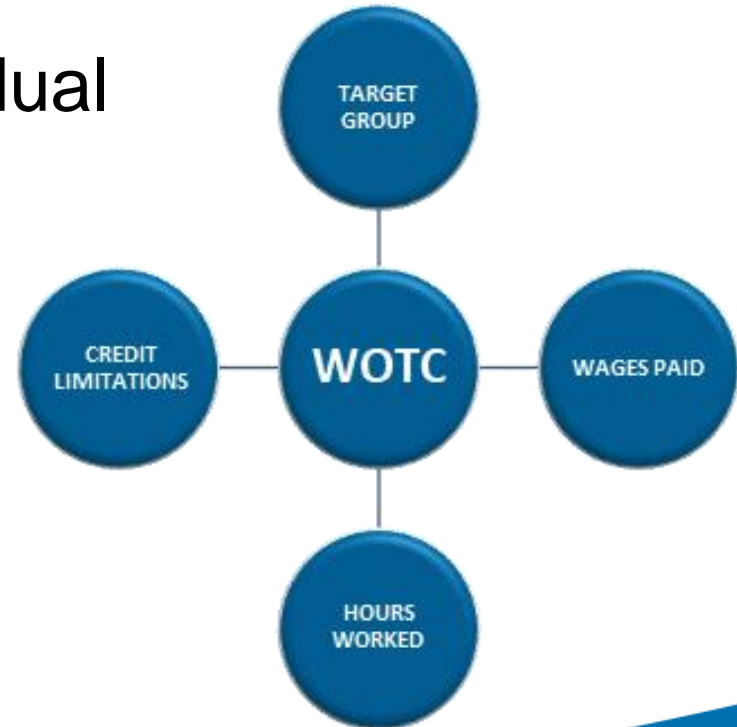 dual
TARGET
GROUP
CREDIT
LIMITATIONS
WOTC
WAGES PAID
HOURS
WORKED